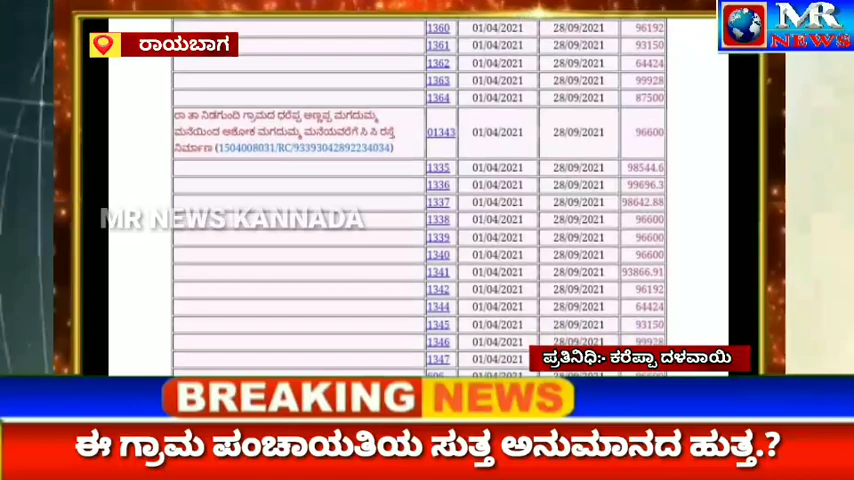 MR
NEWS
ರಾಯಬಾಗ
1360 01/04/2021 28/09/2021 96192
1361 01/04/2021 28/09/2021 93150
1362 01/04/2021 28/09/2021 64424
1363 01/04/2021 28/09/2021 99928
1364 01/04/2021 28/09/2021 87500
ರಾ ತಾ ನಿಡಗುಂದಿ ಗ್ರಾಮದ ಧರೆಪ್ಪ ಅಣ್ಣಪ್ಪ ಮಗದುಮ್ಮ
ಮನೆಯಿಂದ ಅಶೋಕ ಮಗದುಮ್ಮ ಮನೆಯವರೆಗೆ ಸಿ ಸಿ ರಸ್ತೆ 01343 01/04/2021 28/09/2021 96600
ನಿರ್ಮಾಣ (1504008031/RC/93393042892234034)
1335 01/04/2021 28/09/2021 98544.6
1336 01/04/2021 28/09/2021 99696.3
1337 01/04/2021 28/09/2021 98642.88
MR NEWS KANNADA
1338 01/04/2021 28/09/2021 96600
1339 01/04/2021 28/09/2021 96600
1340 01/04/2021 28/09/2021 96600
1341 01/04/2021 28/09/2021 93866.91
1342 01/04/2021 28/09/2021 96192
1344 01/04/2021 28/09/2021 64424
1345 01/04/2021 28/09/2021 93150
1346 01/04/2021 28/09/2021 99928
1347 01/04/2021
ಪ್ರತಿನಿಧಿ:- ಕರೆಪ್ಪಾ ದಳವಾಯಿ
BREAKING NEWS
ಈ ಗ್ರಾಮ ಪಂಚಾಯತಿಯ ಸುತ್ತ ಅನುಮಾನದ ಹುತ್ತ.?